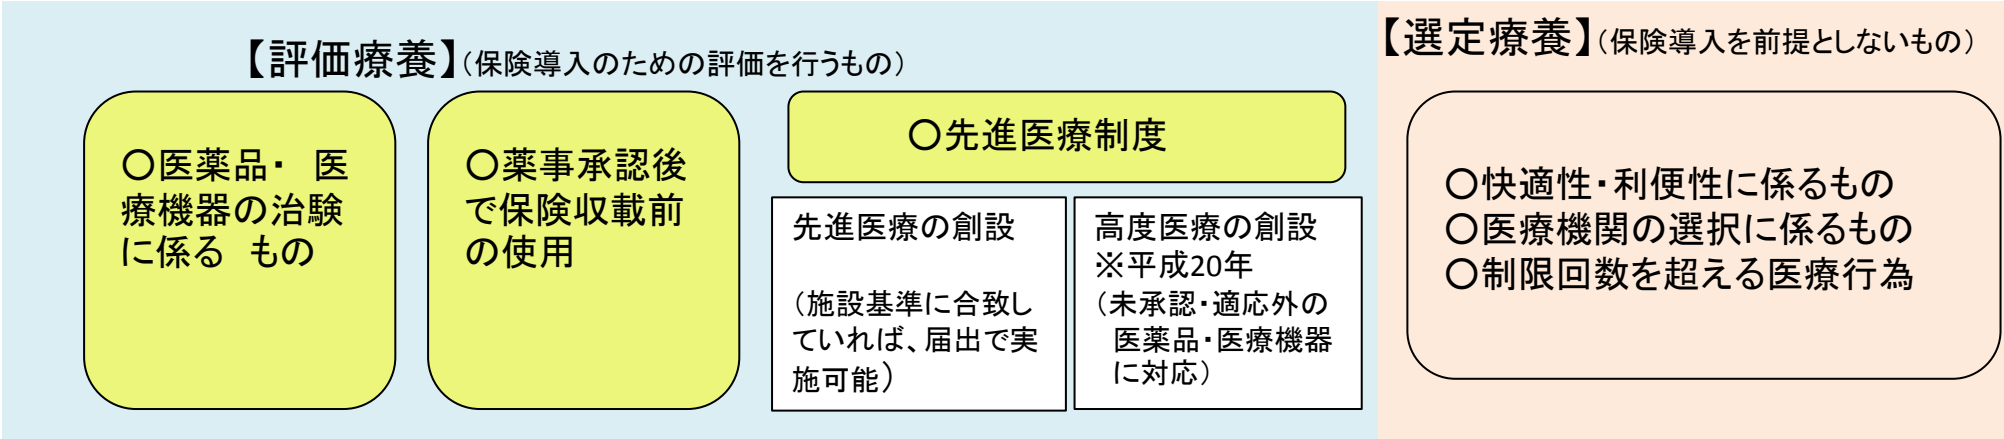 【評価療養】(保険導入のための評価を行うもの)
〇医薬品・ 医
療機器の治験
に係る もの
〇薬事承認後
で保険収載前
の使用
〇先進医療制度
先進医療の創設
(施設基準に合致し
ていれば、届出で実
施可能)
高度医療の創設
※平成20年
(未承認・適応外の
医薬品・医療機器
に対応)
【選定療養】(保険導入を前提としないもの)
〇快適性・利便性に係るもの
〇医療機関の選択に係るもの
〇制限回数を超える医療行為